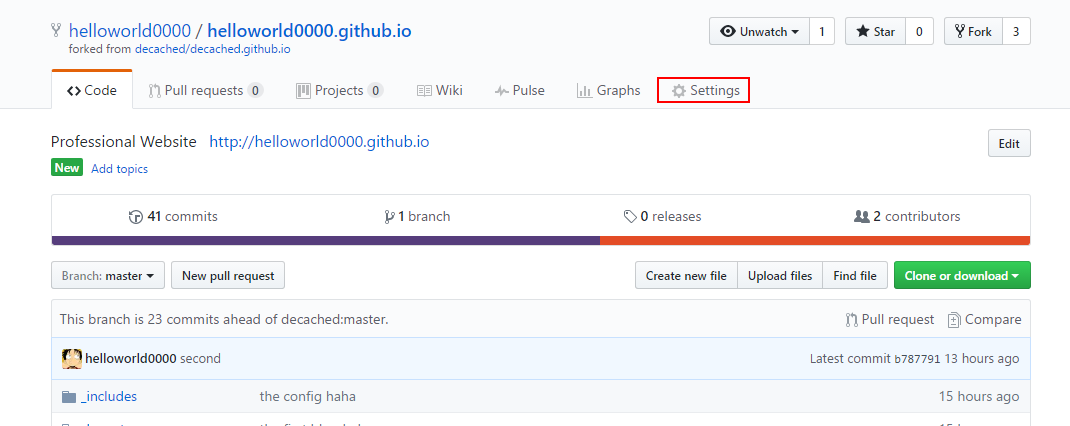 helloworld0000 / helloworld0000.github.io
Unwatch 1 Star 0 Fork 3
forked from decached/decached.github.io
Code Pull requests 0 Projects 0 Wiki Pulse Graphs Settings
Professional Website http://helloworld0000.github.io Edit
New Add topics
41 commits 1 branch 0 releases 2 contributors
Branch: master New pull request Create new file Upload files Find file Clone or download
This branch is 23 commits ahead of decached:master. Pull request Compare
helloworld0000 second Latest commit b787791 13 hours ago
_includes the config haha 15 hours ago